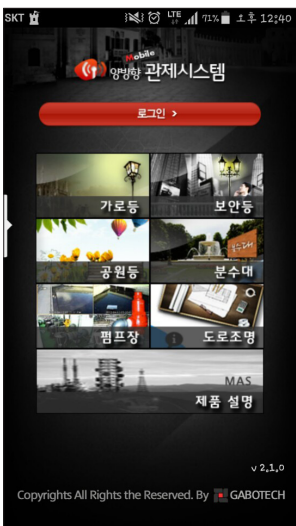 SKT LTE 71% 오후 12:40
Mobile
양방향 관제시스템
로그인 >
가로등 보안등
공원등 분수대
펌프장 도로조명
MAS
제품 설명
v 2.1.0
Copyrights All Rights the Reserved. By GABOTECH